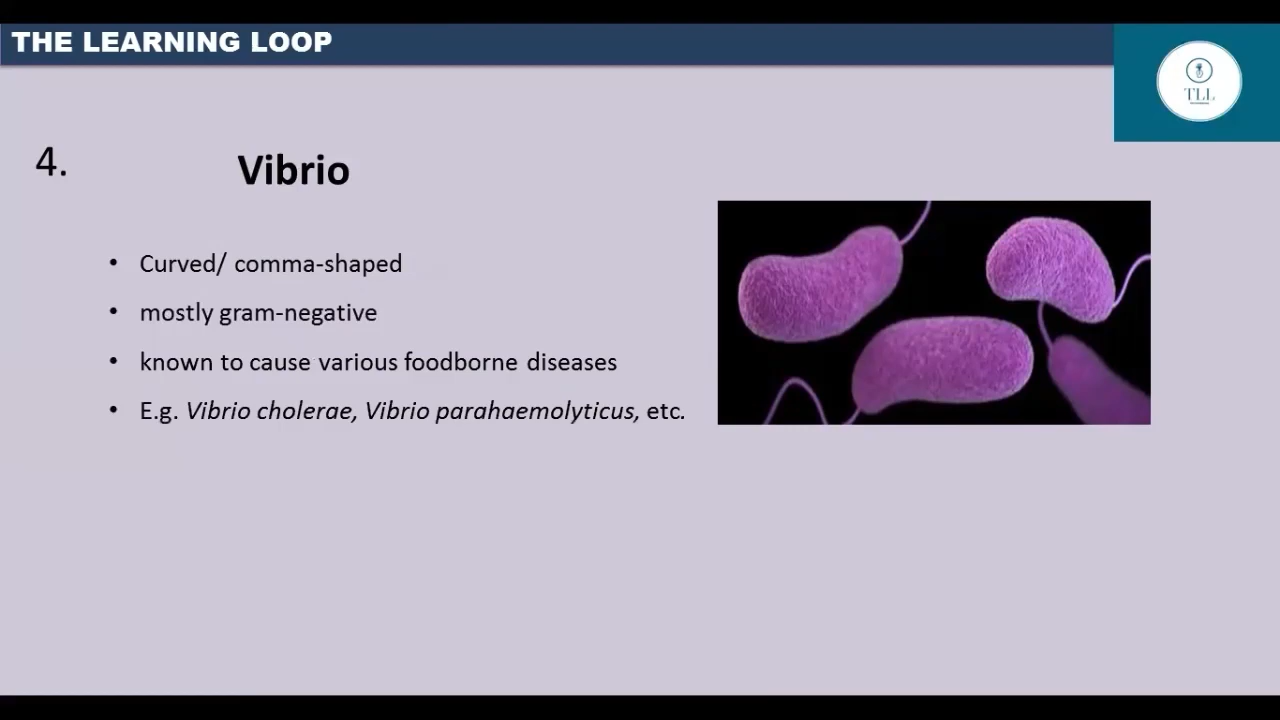 THE LEARNING LOOP
TLL
4.
Vibrio
• Curved/ comma-shaped
• mostly gram-negative
• known to cause various foodborne diseases
• E.g. Vibrio cholerae, Vibrio parahaemolyticus, etc.